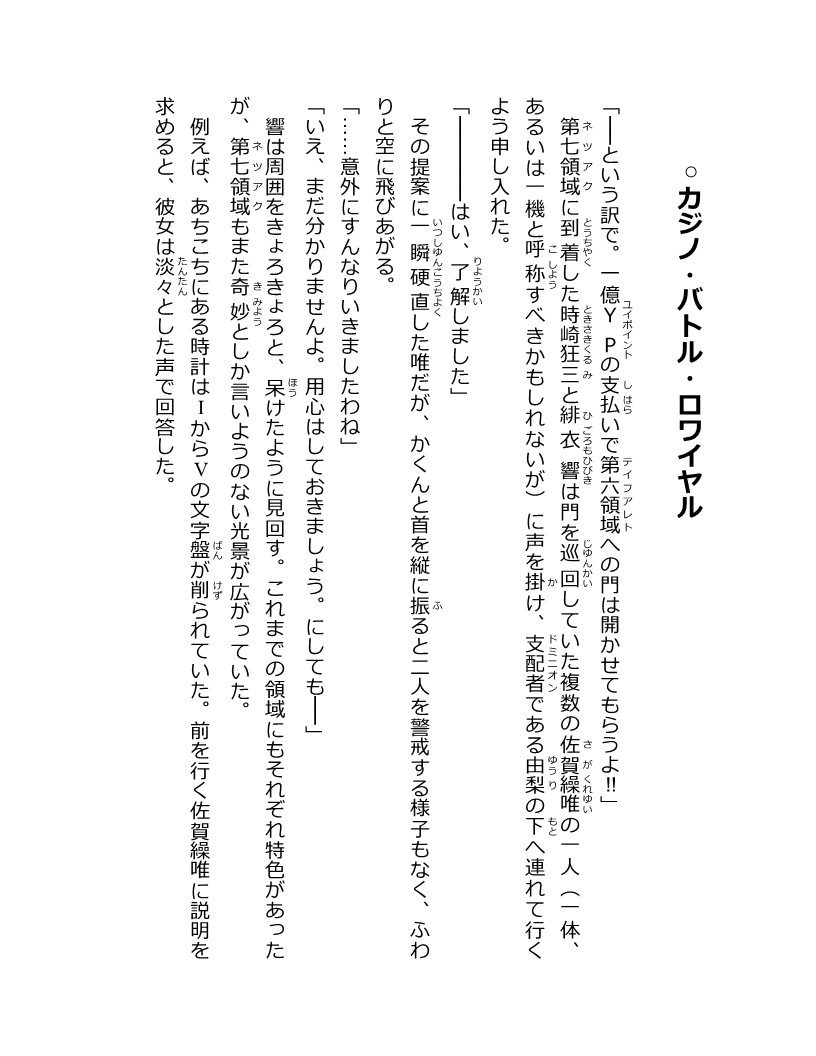 ○カジノ・バトル・ロワイヤル
「――という訳で。一億ＹＰの支払いで第六領域への門は開かせてもらうよ!!」
第七領域に到着した時崎狂三と緋衣響は門を巡回していた複数の佐賀繰唯の一人（一体、
あるいは一機と呼称すべきかもしれないが）に声を掛け、支配者である由梨の下へ連れて行く
よう申し入れた。
「――――はい、了解しました」
その提案に一瞬硬直した唯だが、かくんと首を縦に振ると二人を警戒する様子もなく、ふわ
りと空に飛びあがる。
「……意外にすんなりいきましたわね」
「いえ、まだ分かりませんよ。用心はしておきましょう。にしても――」
響は周囲をきょろきょろと、呆けたように見回す。これまでの領域にもそれぞれ特色があった
が、第七領域もまた奇妙としか言いようのない光景が広がっていた。
例えば、あちこちにある時計はⅠからⅤの文字盤が削られていた。前を行く佐賀繰唯に説明を
求めると、彼女は淡々とした声で回答した。